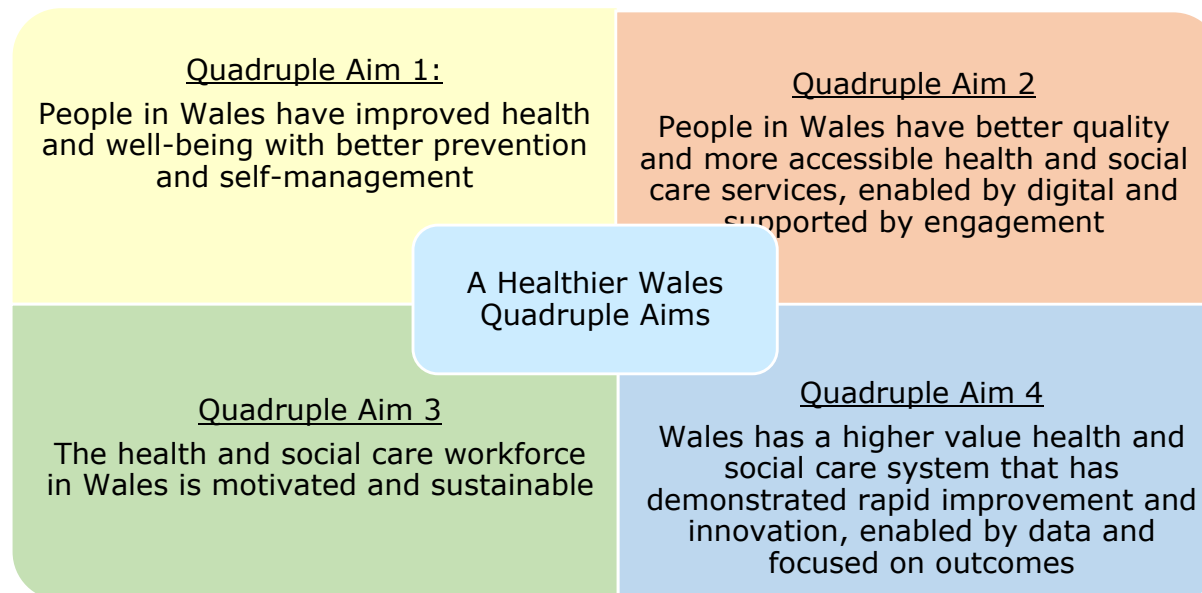 Quadruple Aim 1:
People in Wales have improved health
and well-being with better prevention
and self-management
Quadruple Aim 2
People in Wales have better quality
and more accessible health and social
care services, enabled by digital and
supported by engagement
A Healthier Wales
Quadruple Aims
Quadruple Aim 3
The health and social care workforce
in Wales is motivated and sustainable
Quadruple Aim 4
Wales has a higher value health and
social care system that has
demonstrated rapid improvement and
innovation, enabled by data and
focused on outcomes